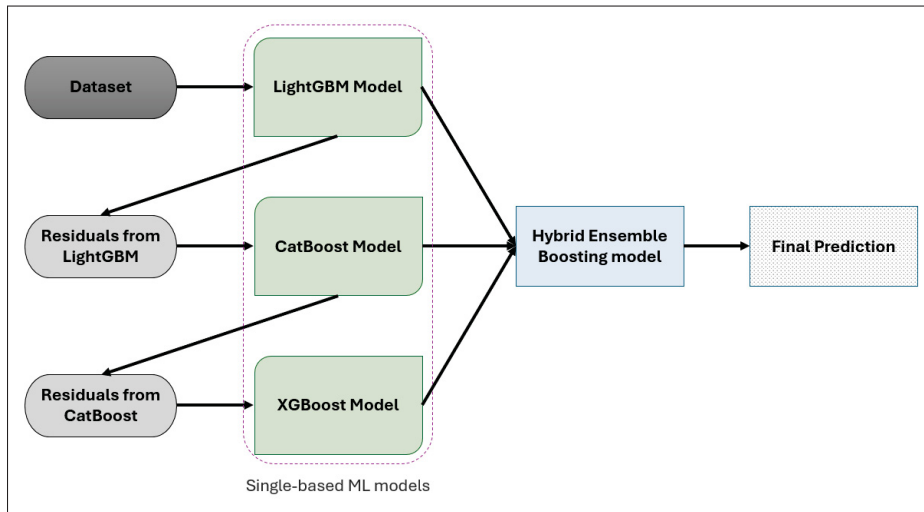 Dataset
LightGBM Model
Residuals from
LightGBM
CatBoost Model
Hybrid Ensemble
Boosting model
Final Prediction
Residuals from
CatBoost
XGBoost Model
Single-based ML models